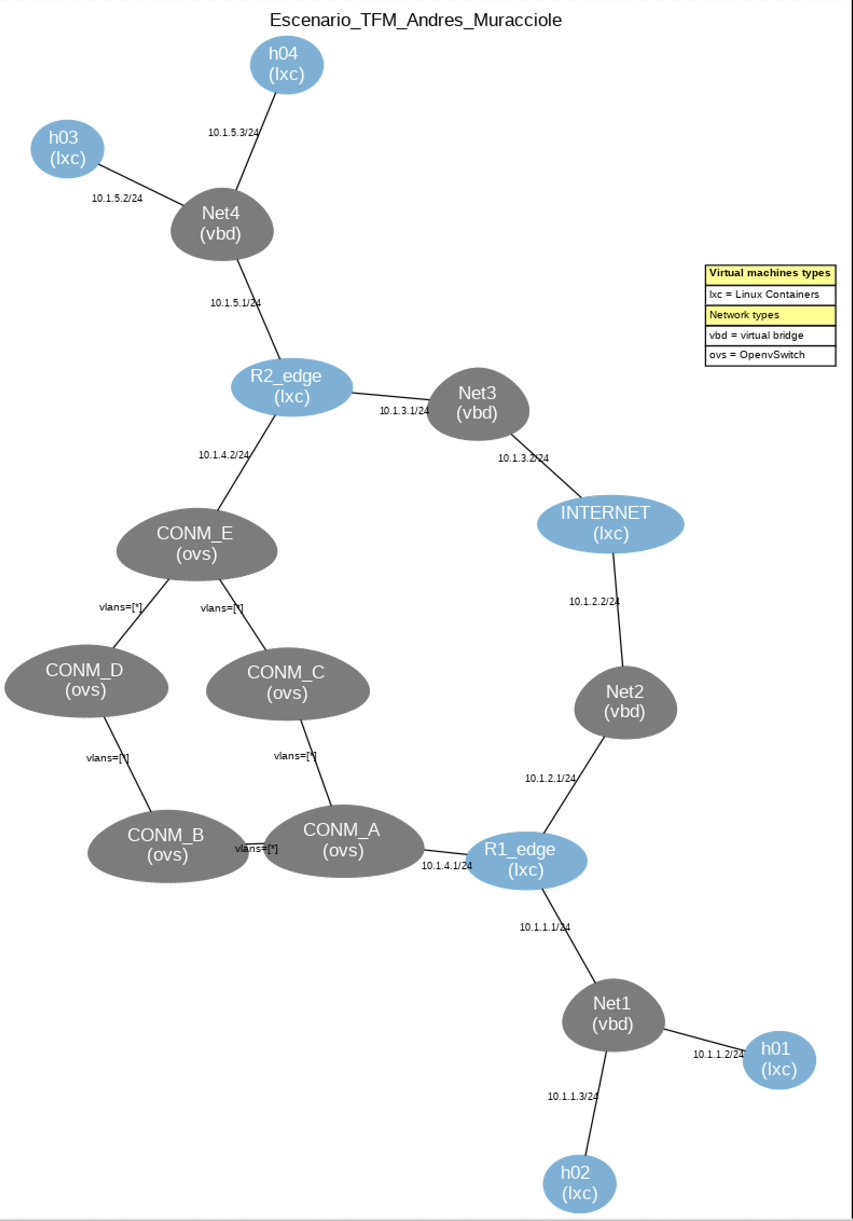 Escenario_TFM_Andres_Muracciole
h04
(lxc)
10.1.5.3/24
h03
(lxc)
10.1.5.2/24
Net4
(vbd)
10.1.5.1/24
Virtual machines types
lxc = Linux Containers
Network types
vbd = virtual bridge
ovs = OpenvSwitch
R2_edge
(lxc)
10.1.3.1/24
Net3
(vbd)
10.1.3.2/24
10.1.4.2/24
INTERNET
(lxc)
CONM_E
(ovs)
10.1.2.2/24
vlans=[*]
vlans=[*]
CONM_D
(ovs)
CONM_C
(ovs)
Net2
(vbd)
vlans=[*]
vlans=[*]
10.1.2.1/24
CONM_B
(ovs)
vlans=[*]
CONM_A
(ovs)
10.1.4.1/24
R1_edge
(lxc)
10.1.1.1/24
Net1
(vbd)
10.1.1.2/24
h01
(lxc)
10.1.1.3/24
h02
(lxc)